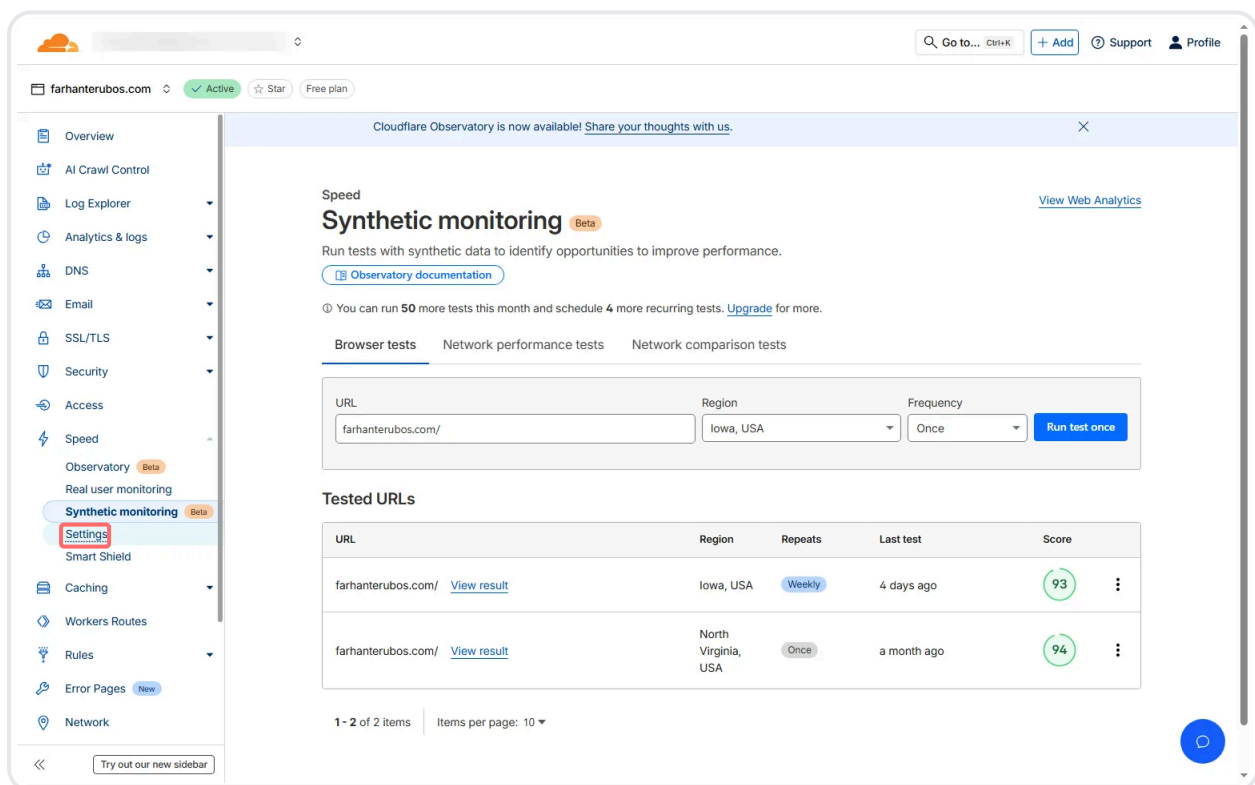 Go to... Ctrl+K
+ Add
Support
Profile
farhanterubos.com
Active
Star
Free plan
Overview
AI Crawl Control
Log Explorer
Analytics & logs
DNS
Email
SSL/TLS
Security
Access
Speed
Observatory Beta
Real user monitoring
Synthetic monitoring Beta
Settings
Smart Shield
Caching
Workers Routes
Rules
Error Pages New
Network
Try out our new sidebar
Cloudflare Observatory is now available! Share your thoughts with us.
Speed
View Web Analytics
Synthetic monitoring Beta
Run tests with synthetic data to identify opportunities to improve performance.
Observatory documentation
You can run 50 more tests this month and schedule 4 more recurring tests. Upgrade for more.
Browser tests Network performance tests Network comparison tests
URL Region Frequency
farhanterubos.com/ Iowa, USA Once Run test once
Tested URLs
URL Region Repeats Last test Score
farhanterubos.com/ View result Iowa, USA Weekly 4 days ago 93
farhanterubos.com/ View result North Virginia, USA Once a month ago 94
1 - 2 of 2 items Items per page: 10